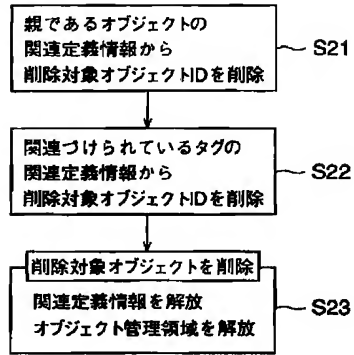 親であるオブジェクトの
関連定義情報から
削除対象オブジェクトIDを削除
S21
関連づけられているタグの
関連定義情報から
削除対象オブジェクトIDを削除
S22
削除対象オブジェクトを削除
関連定義情報を解放
オブジェクト管理領域を解放
S23